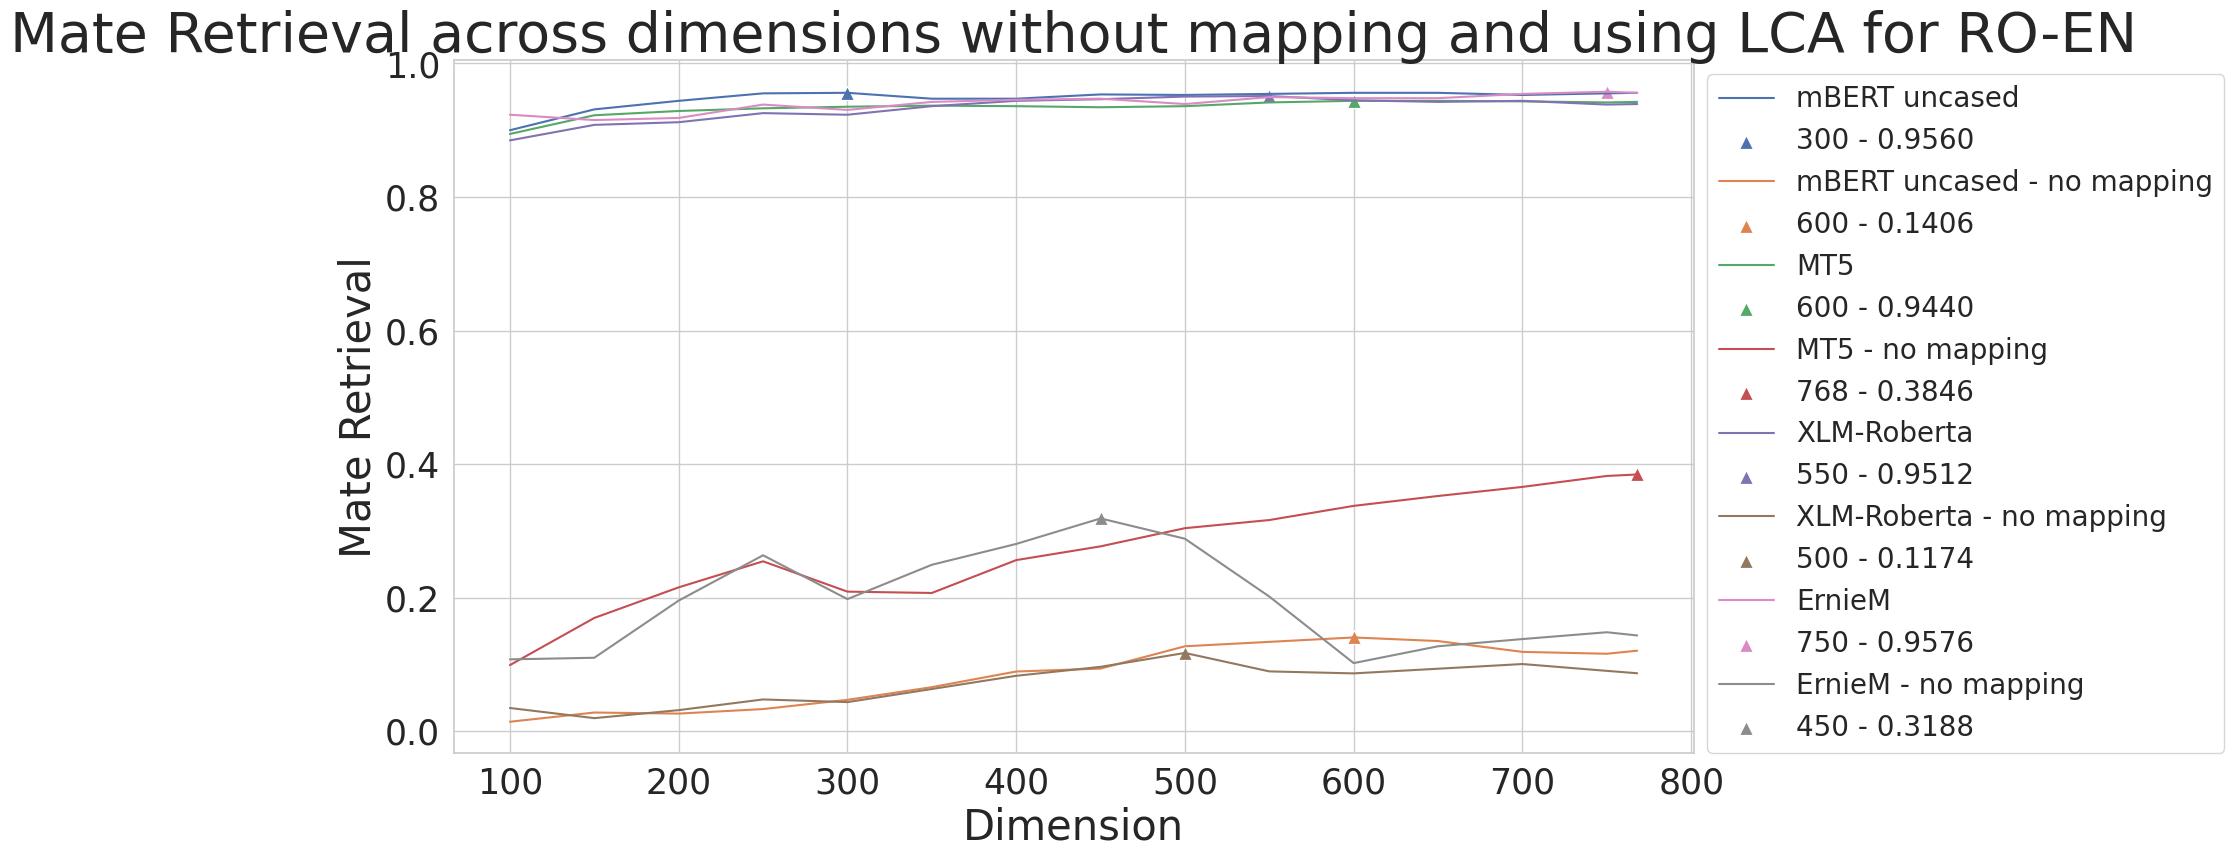 Mate Retrieval across dimensions without mapping and using LCA for RO-EN
1.0
0.8
0.6
0.4
0.2
0.0
Mate Retrieval
100 200 300 400 500 600 700 800
Dimension
mBERT uncased
300 - 0.9560
mBERT uncased - no mapping
600 - 0.1406
MT5
600 - 0.9440
MT5 - no mapping
768 - 0.3846
XLM-Roberta
550 - 0.9512
XLM-Roberta - no mapping
500 - 0.1174
ErnieM
750 - 0.9576
ErnieM - no mapping
450 - 0.3188